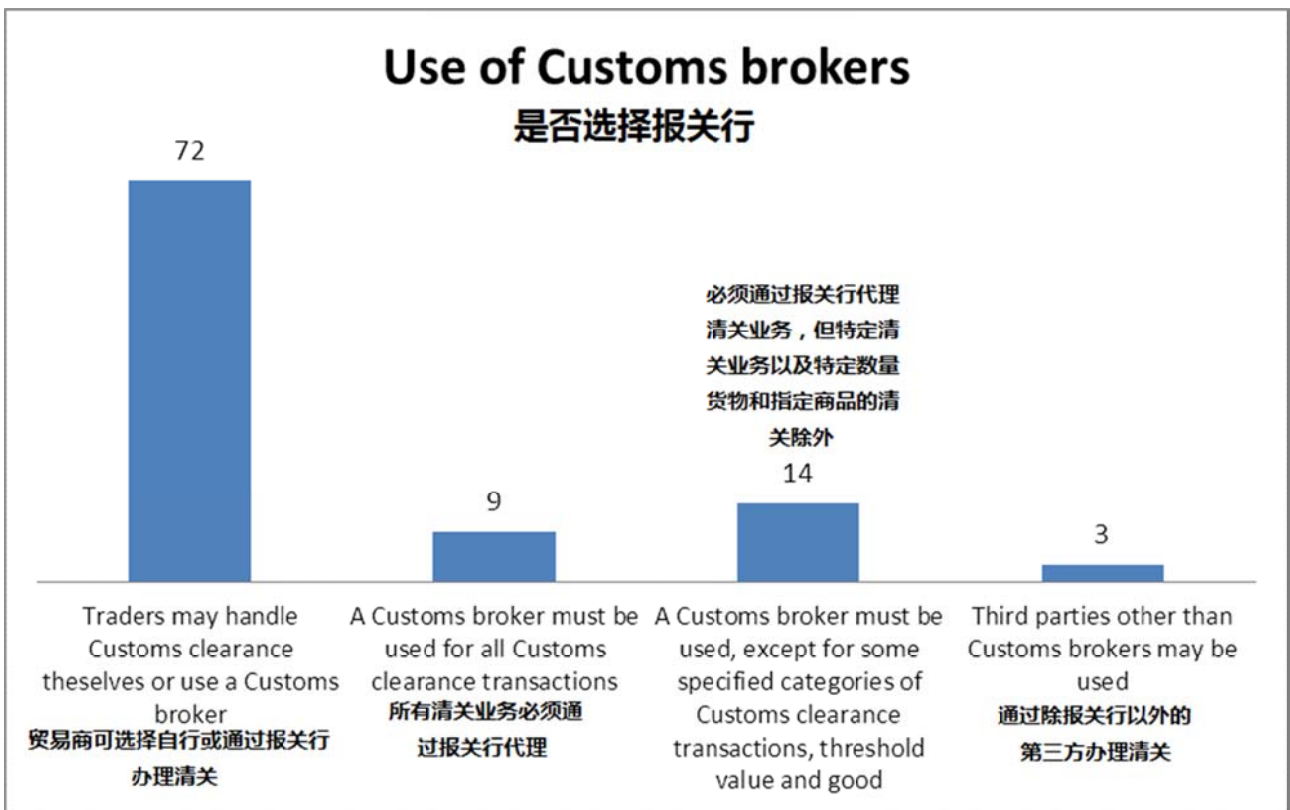 Use of Customs brokers
是否选择报关行
72
9
必须通过报关行代理
清关业务，但特定清
关业务以及特定数量
货物和指定商品的清
关除外
14
3
Traders may handle
Customs clearance
theselves or use a Customs
broker
贸易商可选择自行或通过报关行
办理清关
A Customs broker must be
used for all Customs
clearance transactions
所有清关业务必须通
过报关行代理
A Customs broker must be
used, except for some
specified categories of
Customs clearance
transactions, threshold
value and good
Third parties other than
Customs brokers may be
used
通过除报关行以外的
第三方办理清关